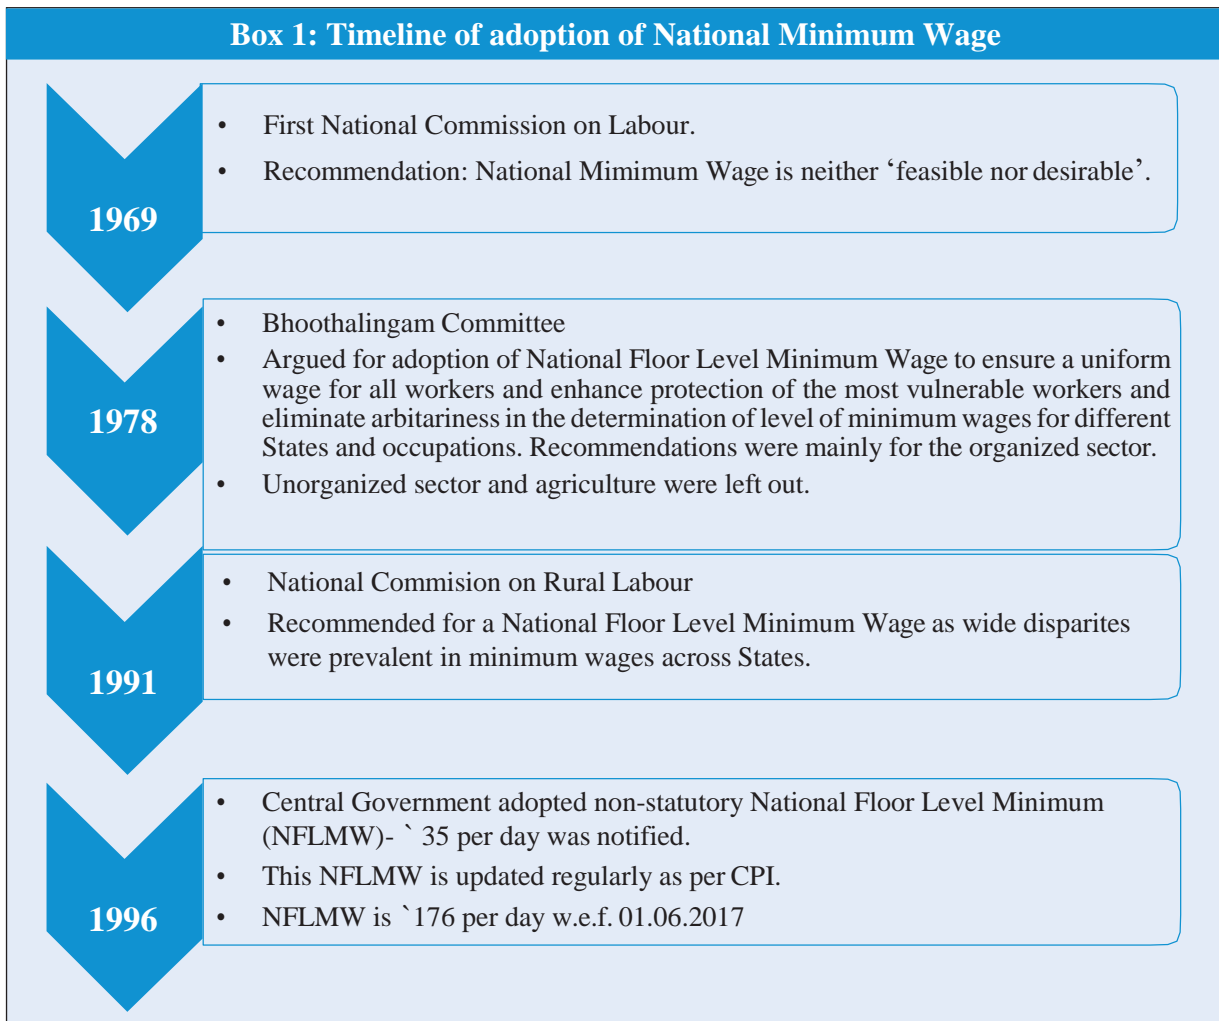 Box 1: Timeline of adoption of National Minimum Wage
1969
• First National Commission on Labour.
• Recommendation: National Mimimum Wage is neither ‘feasible nor desirable’.
1978
• Bhoothalingam Committee
• Argued for adoption of National Floor Level Minimum Wage to ensure a uniform
wage for all workers and enhance protection of the most vulnerable workers and
eliminate arbitariness in the determination of level of minimum wages for different
States and occupations. Recommendations were mainly for the organized sector.
• Unorganized sector and agriculture were left out.
1991
• National Commision on Rural Labour
• Recommended for a National Floor Level Minimum Wage as wide disparites
were prevalent in minimum wages across States.
1996
• Central Government adopted non-statutory National Floor Level Minimum
(NFLMW)- ` 35 per day was notified.
• This NFLMW is updated regularly as per CPI.
• NFLMW is `176 per day w.e.f. 01.06.2017